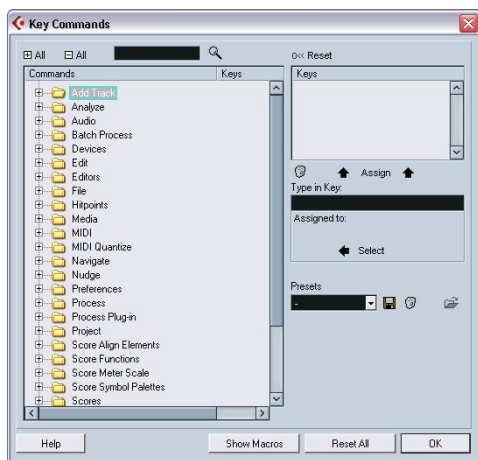 Key Commands
All All
0<< Reset
Commands Keys
Keys
Add Track
Analyze
Audio
Batch Process
Devices
Edit
Editors
File
Hitpoints
Media
MIDI
MIDI Quantize
Navigate
Nudge
Preferences
Process
Process Plug-in
Project
Score Align Elements
Score Functions
Score Meter Scale
Score Symbol Palettes
Scores
Assign
Type in Key:
Assigned to:
Select
Presets
-
Help
Show Macros
Reset All
OK